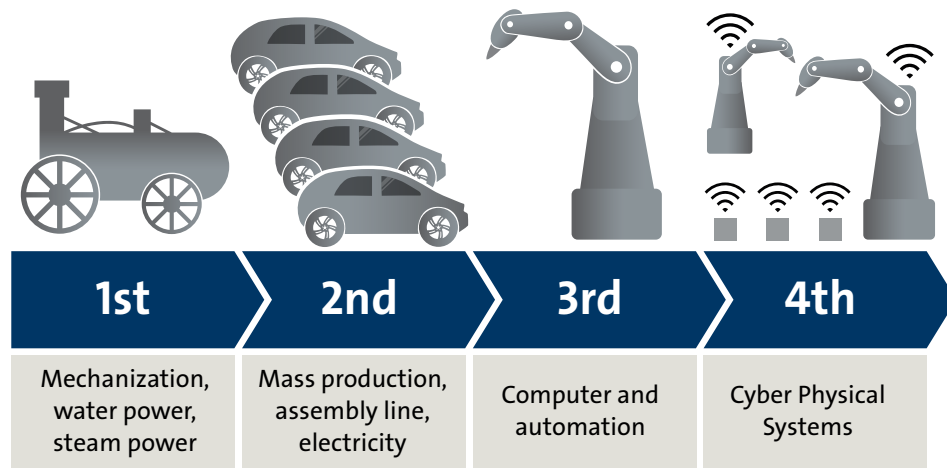 1st
2nd
3rd
4th
Mechanization,
water power,
steam power
Mass production,
assembly line,
electricity
Computer and
automation
Cyber Physical
Systems